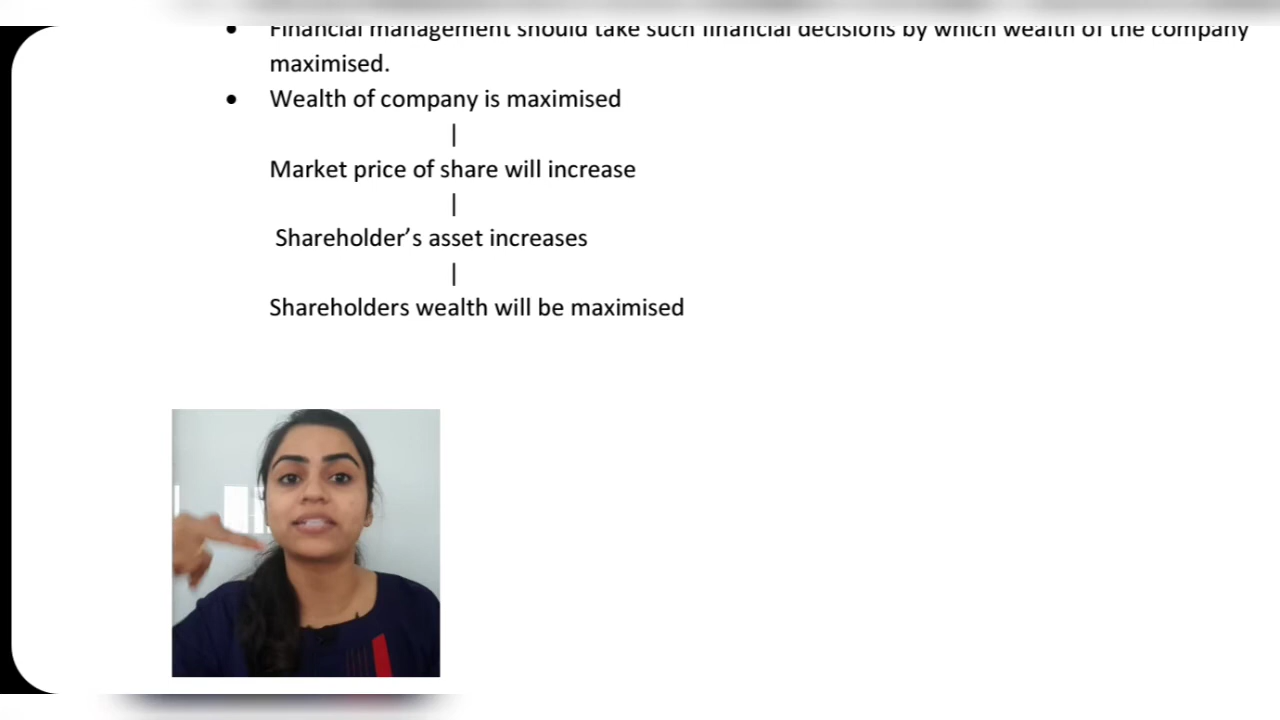 • Financial management should take such financial decisions by which wealth of the company
maximised.
• Wealth of company is maximised
|
Market price of share will increase
|
Shareholder’s asset increases
|
Shareholders wealth will be maximised